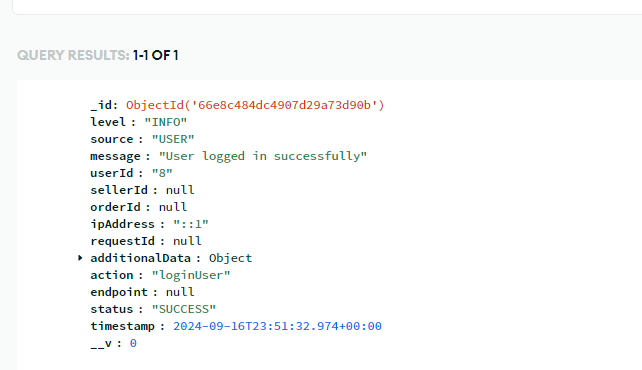 QUERY RESULTS: 1-1 OF 1
_id: ObjectId('66e8c484dc4907d29a73d90b')
level : "INFO"
source : "USER"
message : "User logged in successfully"
userId : "8"
sellerId : null
orderId : null
ipAddress : "::1"
requestId : null
additionalData : Object
action : "loginUser"
endpoint : null
status : "SUCCESS"
timestamp : 2024-09-16T23:51:32.974+00:00
__v : 0